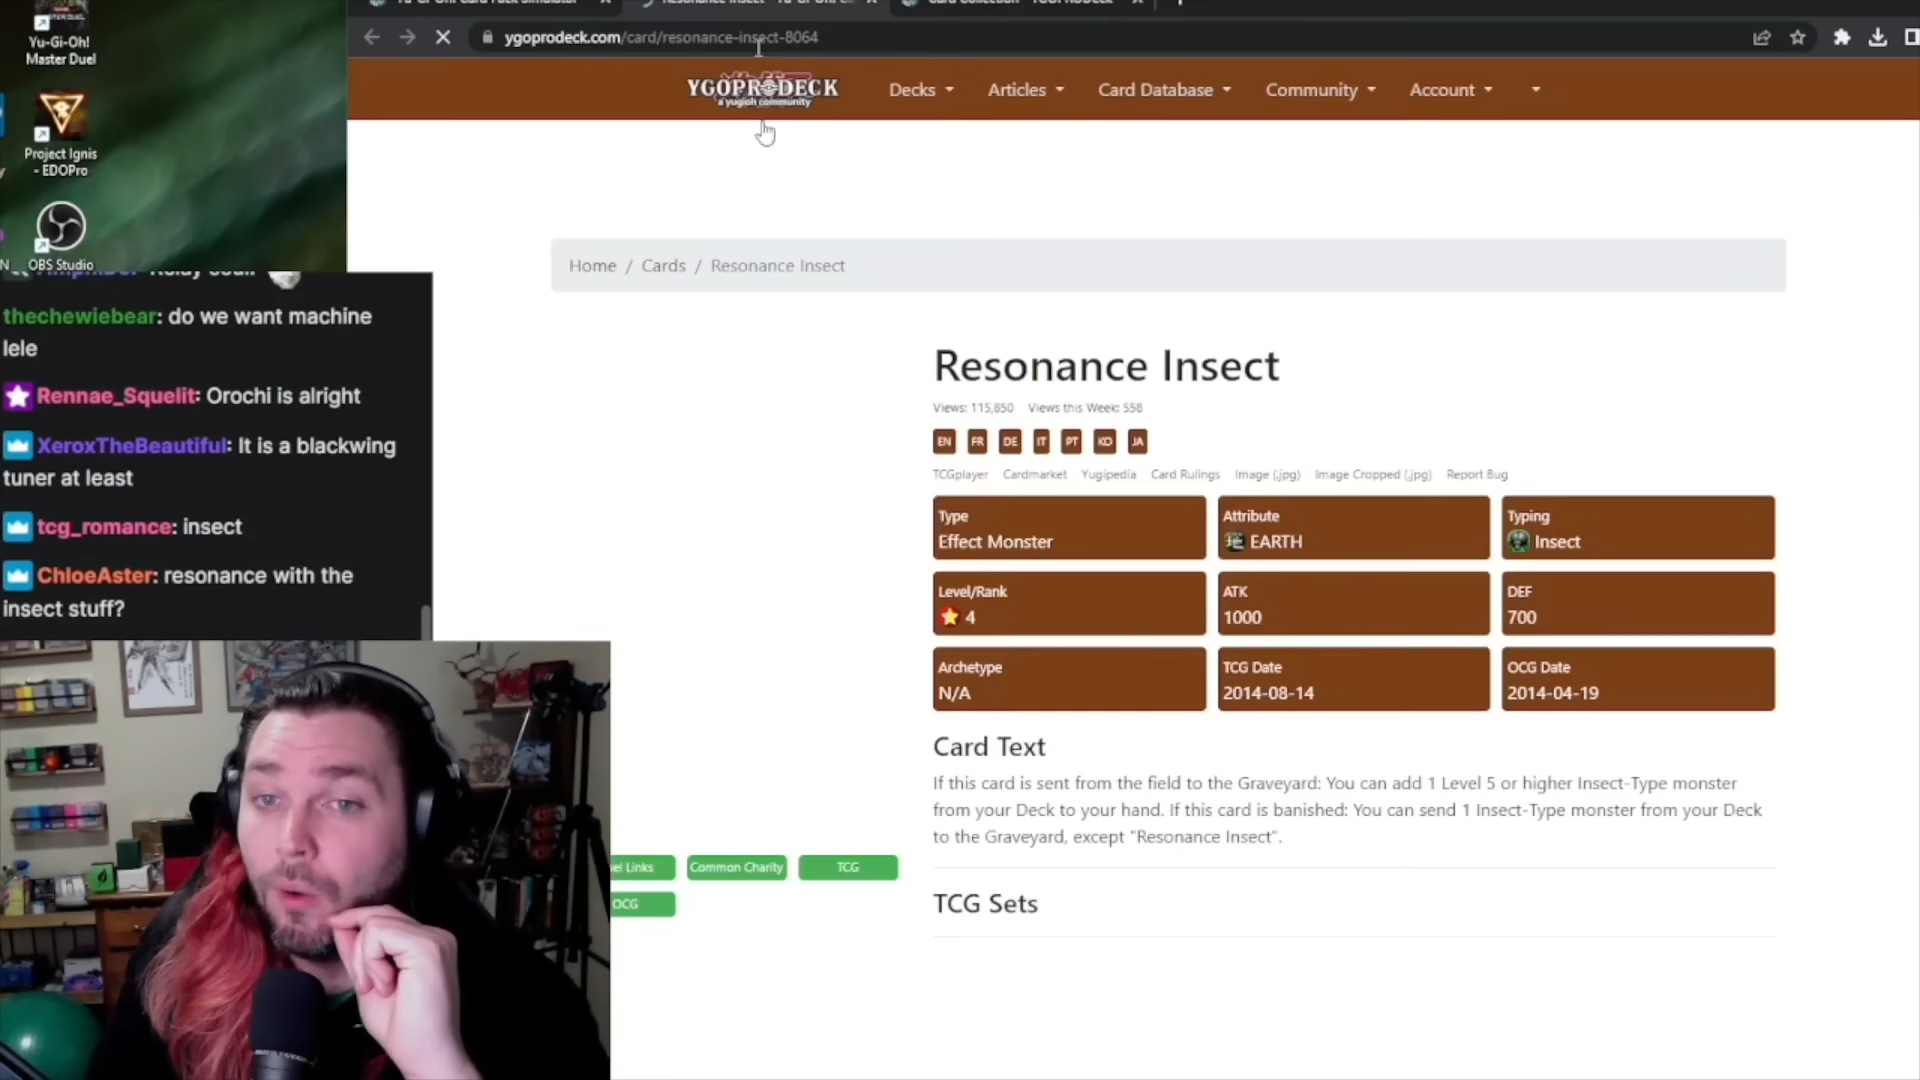 Yu-Gi-Oh!
Master Duel
Project Ignis
- EDOPro
OBS Studio
ygoprodeck.com/card/resonance-insect-8064
YGOPRODECK
a yugioh community
Decks
Articles
Card Database
Community
Account
Home / Cards / Resonance Insect
thechewiebear: do we want machine
lele
Rennae_Squelit: Orochi is alright
XeroxTheBeautiful: It is a blackwing
tuner at least
tcg_romance: insect
ChloeAster: resonance with the
insect stuff?
Resonance Insect
Views: 115,850 Views this Week: 558
EN FR DE IT PT KO JA
TCGplayer Cardmarket Yugipedia Card Rulings Image (.jpg) Image Cropped (.jpg) Report Bug
Type
Effect Monster
Attribute
EARTH
Typing
Insect
Level/Rank
4
ATK
1000
DEF
700
Archetype
N/A
TCG Date
2014-08-14
OCG Date
2014-04-19
Card Text
If this card is sent from the field to the Graveyard: You can add 1 Level 5 or higher Insect-Type monster
from your Deck to your hand. If this card is banished: You can send 1 Insect-Type monster from your Deck
to the Graveyard, except "Resonance Insect".
Links
Common Charity
TCG
OCG
TCG Sets